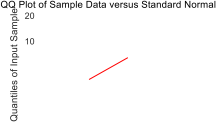 QQ Plot of Sample Data versus Standard Normal
20
10
Quantiles of Input Sample